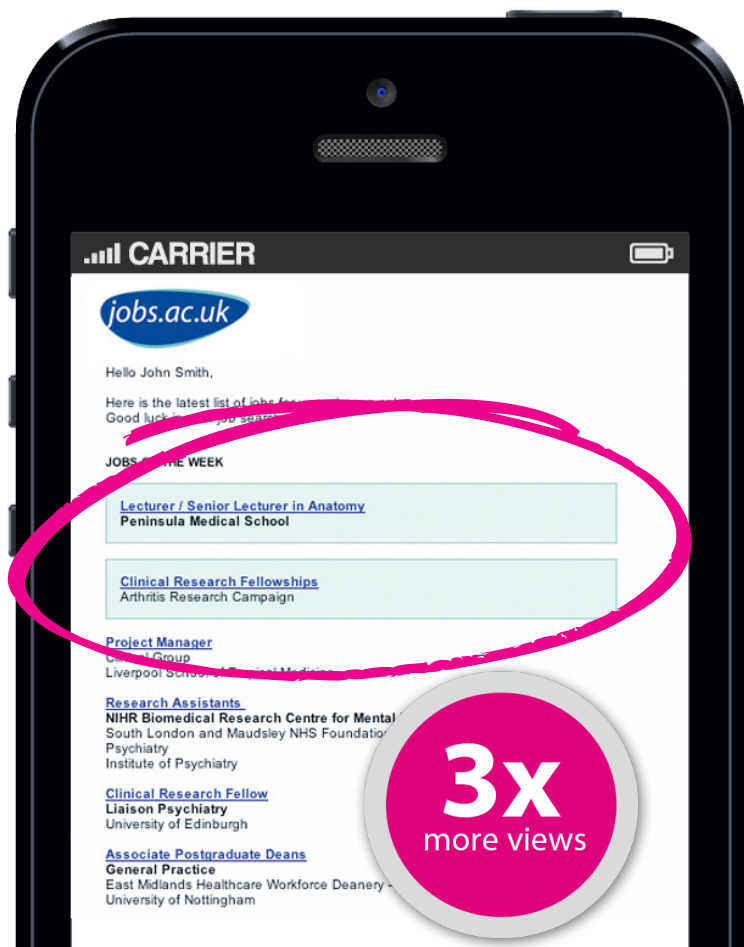 CARRIER
jobs.ac.uk
Hello John Smith,
Here is the latest list of jobs
Good luck in job
JOBS THE WEEK
Lecturer / Senior Lecturer in Anatomy
Peninsula Medical School
Clinical Research Fellowships
Arthritis Research Campaign
Project Manager
Group
Liverpool School Tropical Medicine
Research Assistants
NIHR Biomedical Research Centre for Mental
South London and Maudsley NHS Foundation
Psychiatry
Institute of Psychiatry
Clinical Research Fellow
Liaison Psychiatry
University of Edinburgh
Associate Postgraduate Deans
General Practice
East Midlands Healthcare Workforce Deanery -
University of Nottingham
3x
more views